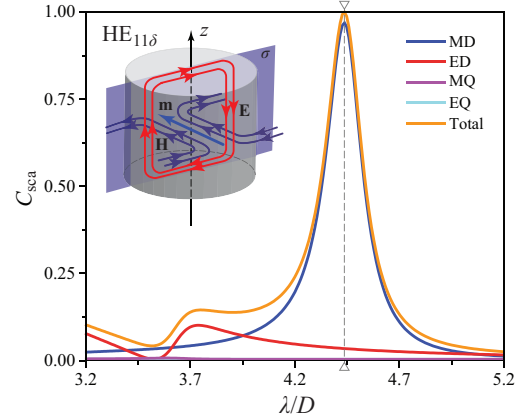 HE₁₁δ
z
σ
m
E
H
MD
ED
MQ
EQ
Total
C_sca
1.00
0.75
0.50
0.25
0.00
3.2 3.7 4.2 4.7 5.2
λ/D